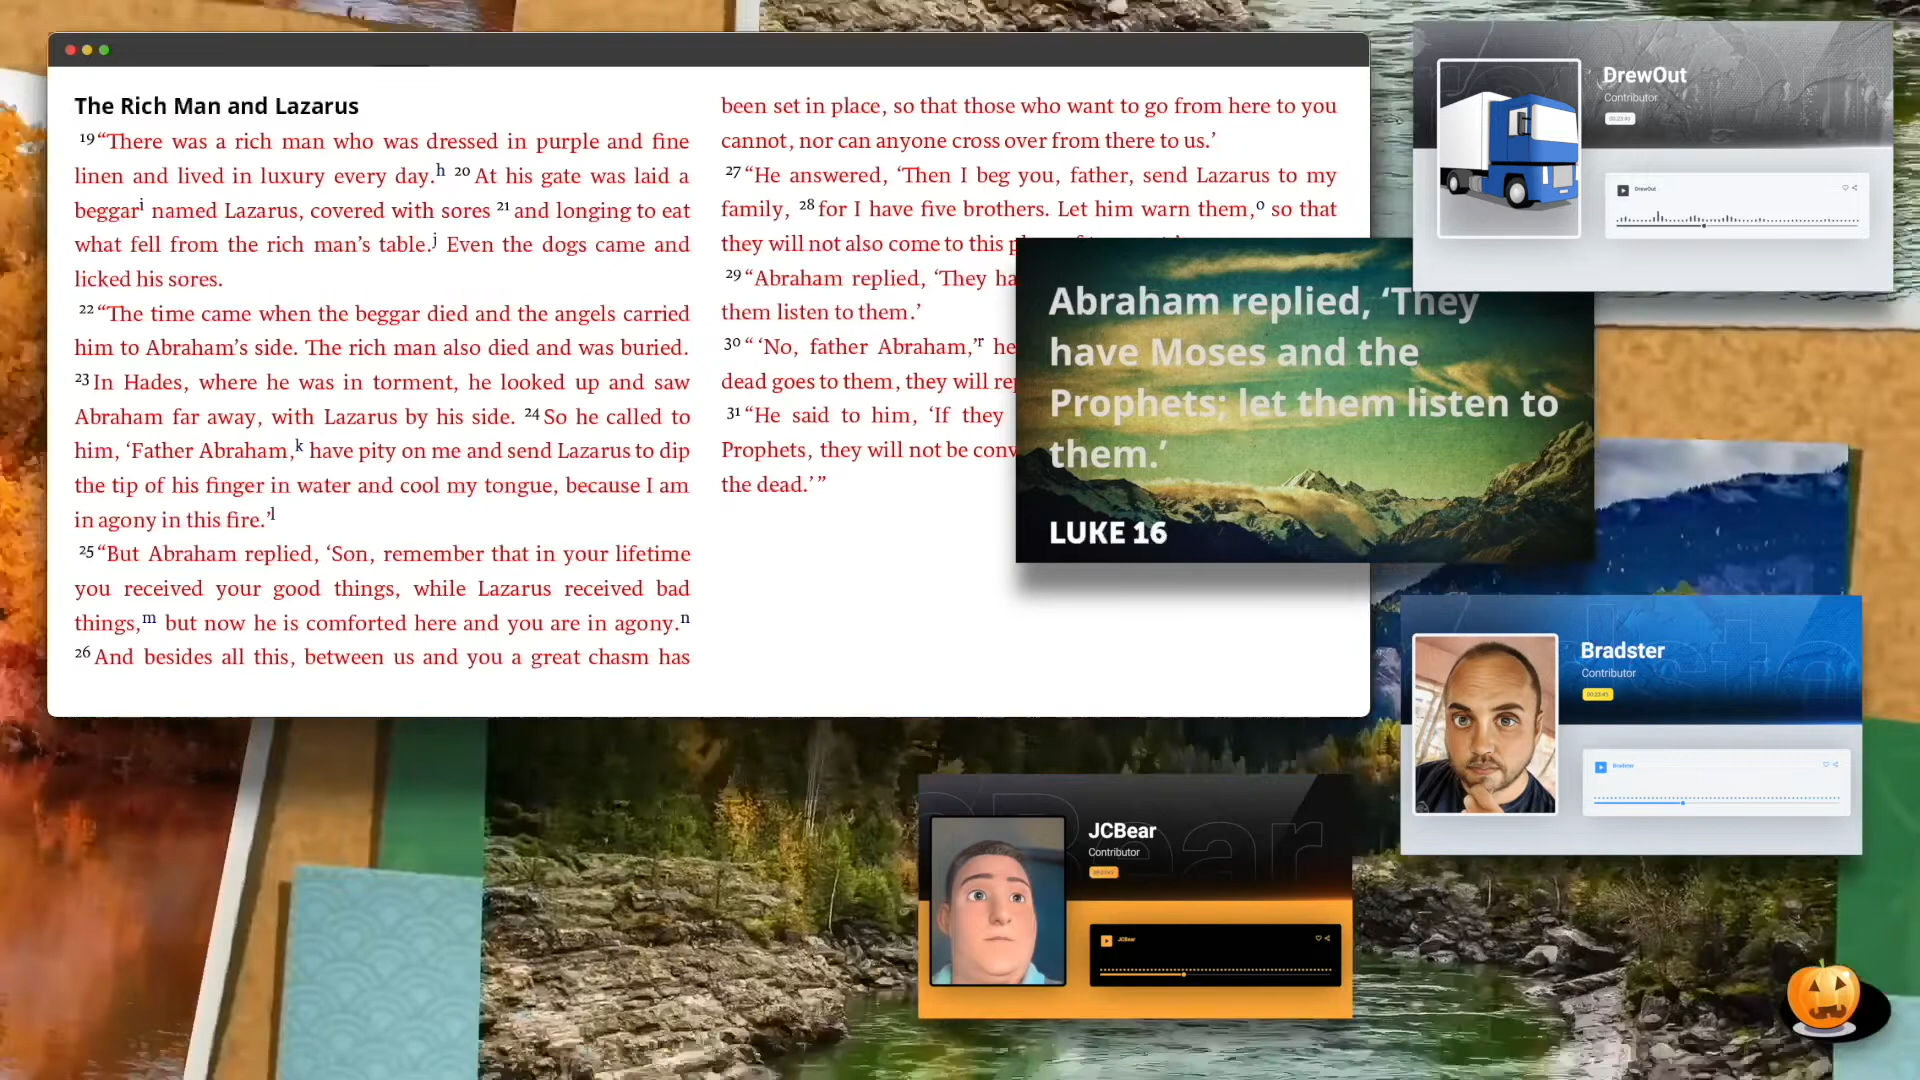 The Rich Man and Lazarus
19 “There was a rich man who was dressed in purple and fine
linen and lived in luxury every day.h 20 At his gate was laid a
beggari named Lazarus, covered with sores 21 and longing to eat
what fell from the rich man’s table.j Even the dogs came and
licked his sores.
22 “The time came when the beggar died and the angels carried
him to Abraham’s side. The rich man also died and was buried.
23 In Hades, where he was in torment, he looked up and saw
Abraham far away, with Lazarus by his side. 24 So he called to
him, ‘Father Abraham,k have pity on me and send Lazarus to dip
the tip of his finger in water and cool my tongue, because I am
in agony in this fire.’l
25 “But Abraham replied, ‘Son, remember that in your lifetime
you received your good things, while Lazarus received bad
things,m but now he is comforted here and you are in agony.n
26 And besides all this, between us and you a great chasm has
been set in place, so that those who want to go from here to you
cannot, nor can anyone cross over from there to us.’
27 “He answered, ‘Then I beg you, father, send Lazarus to my
family, 28 for I have five brothers. Let him warn them,o so that
they will not also come to this
29 “Abraham replied, ‘They
them listen to them.’
30 “ ‘No, father Abraham,’r he
dead goes to them, they will
31 “He said to him, ‘If they
Prophets, they will not be
the dead.’ ”
Abraham replied, ‘They
have Moses and the
Prophets; let them listen to
them.’
LUKE 16
DrewOut
Contributor
00:23:43
DrewOut
Bradster
Contributor
00:23:43
Bradster
JCBear
Contributor
JCBear